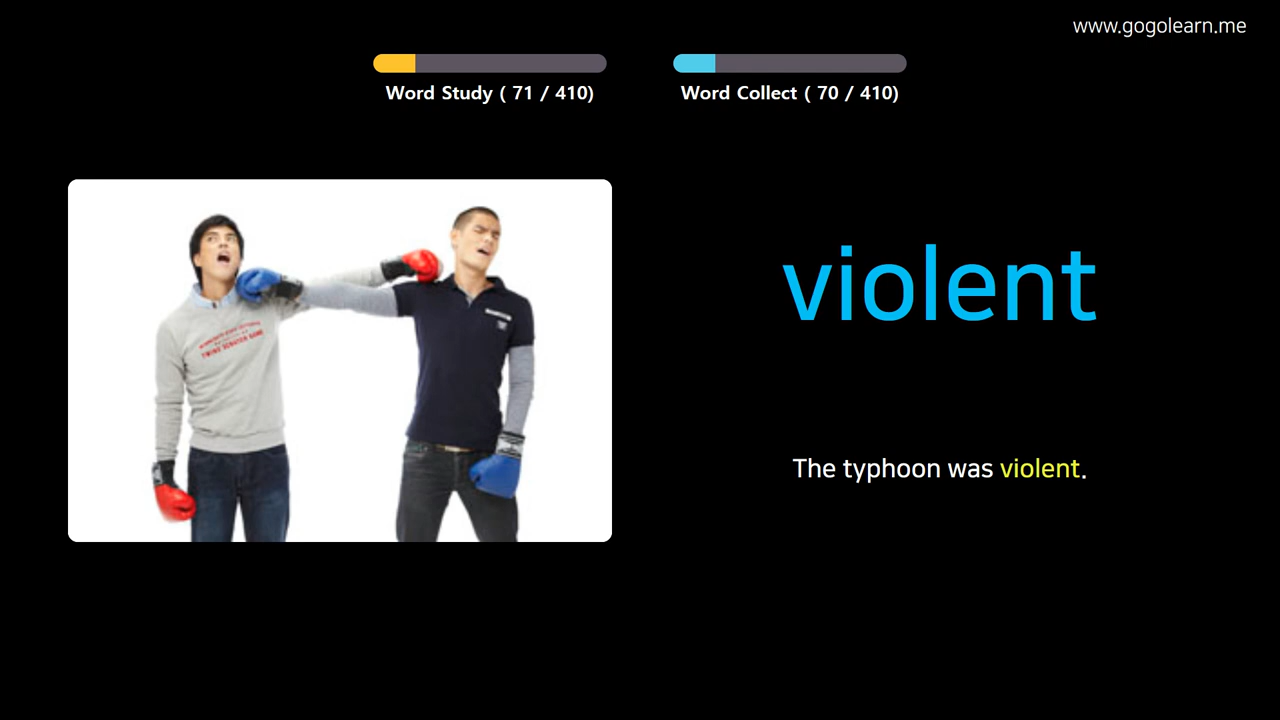 www.gogolearn.me
Word Study ( 71 / 410)
Word Collect ( 70 / 410)
violent
The typhoon was violent.